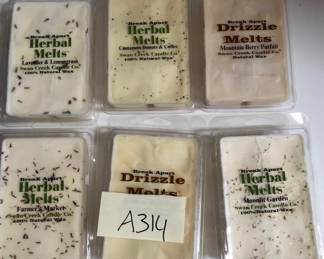 Break Apart
Herbal
Melts
Lavender & Lemongrass
Swan Creek Candle Co.
100% Natural Wax
Break Apart
Herbal
Melts
Cinnamon Donuts & Coffee
Swan Creek Candle Co.
100% Natural Wax
Break Apart
Drizzle
Melts
Mountain Berry Parfait
Swan Creek Candle Co.
Natural Wax
Break Apart
Herbal
Melts
Farmer's Market
Swan Creek Candle Co.
100% Natural Wax
Break Apart
Drizzle
Melts
A314
Break Apart
Herbal
Melts
Moonlit Garden
Swan Creek Candle Co.
100% Natural Wax